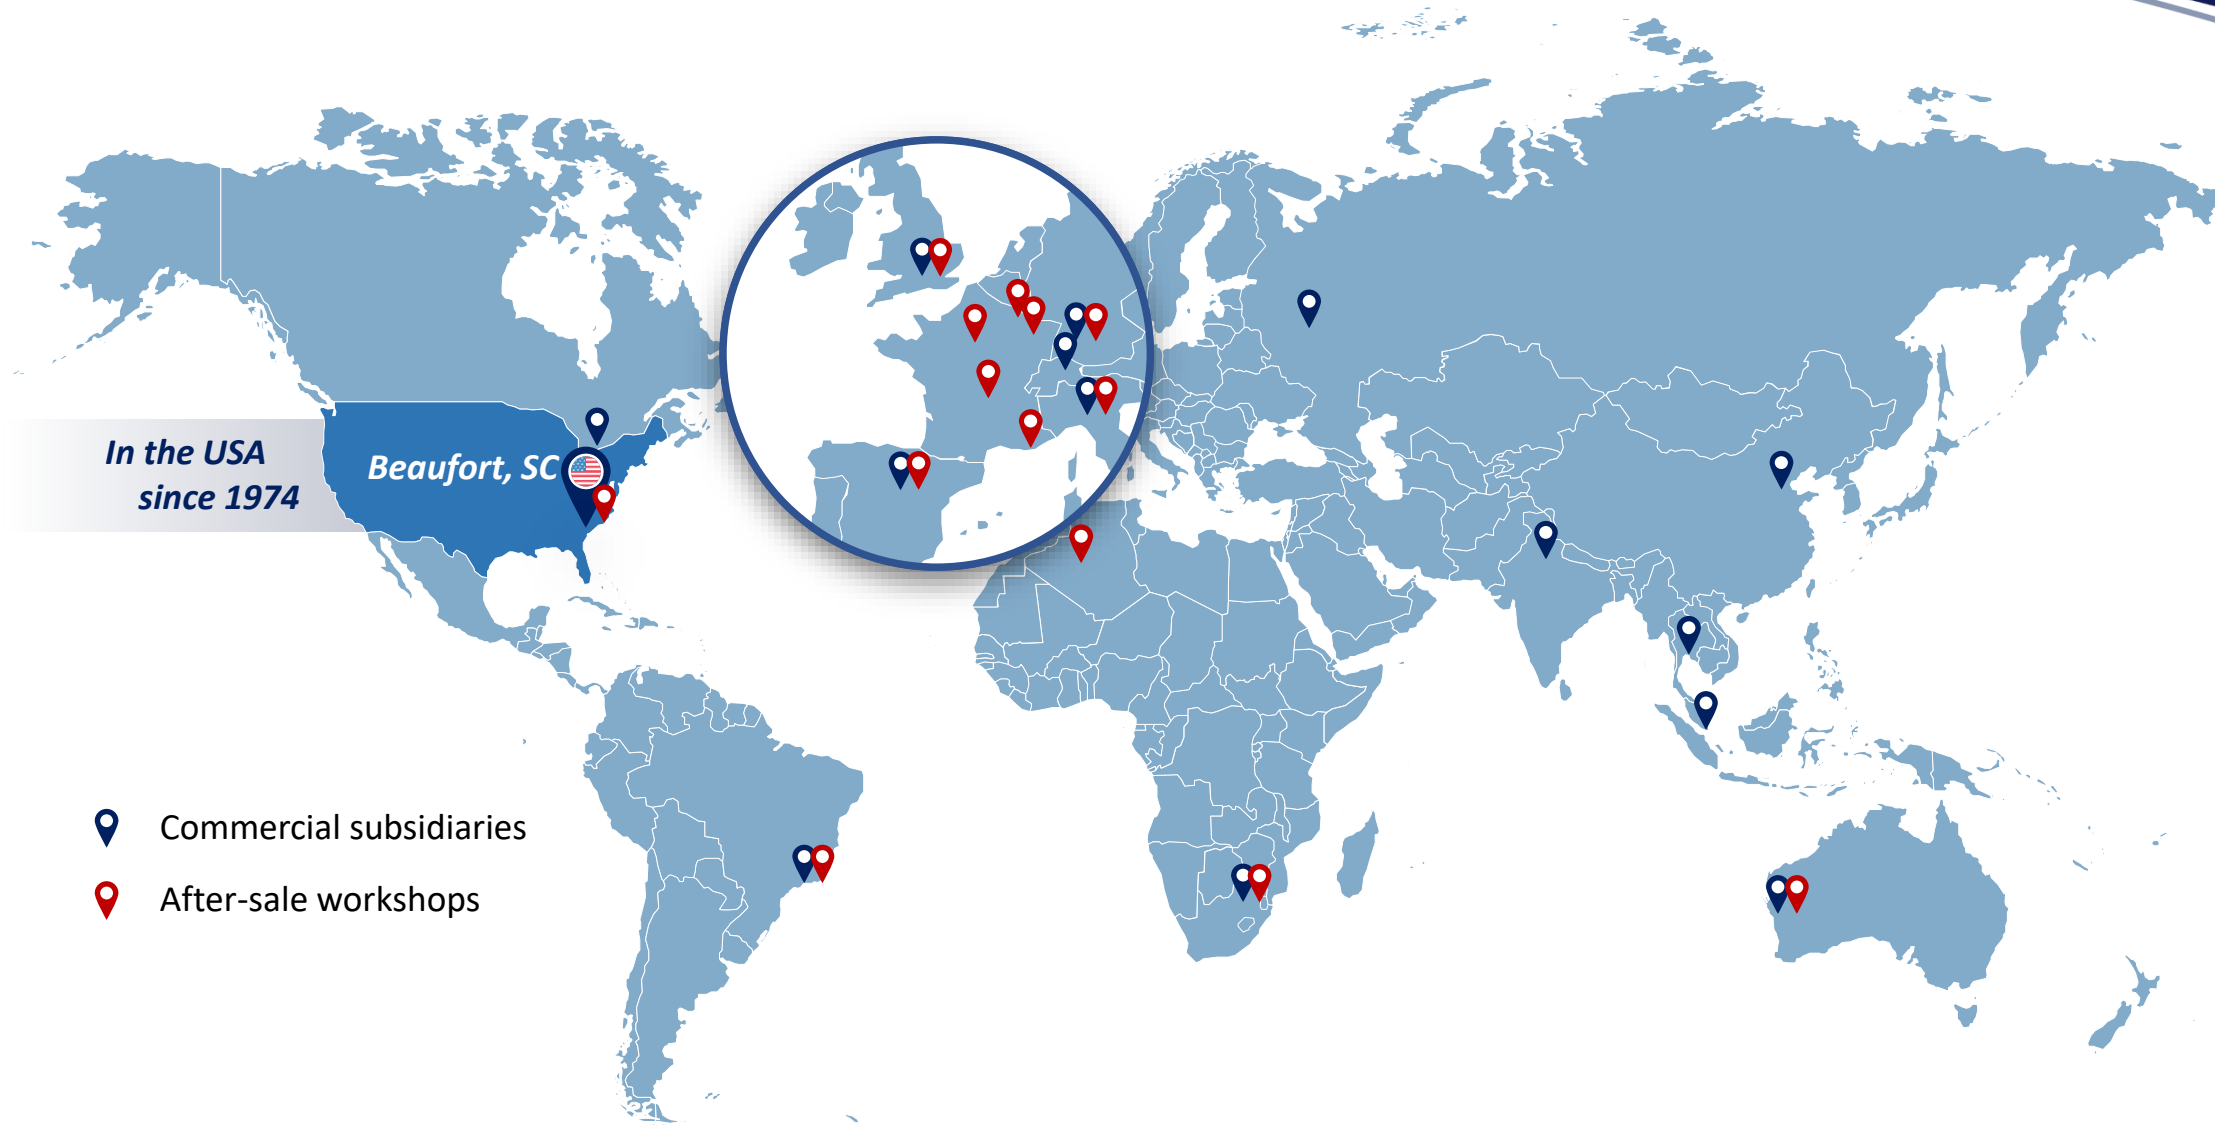 In the USA
since 1974
Beaufort, SC
Commercial subsidiaries
After-sale workshops